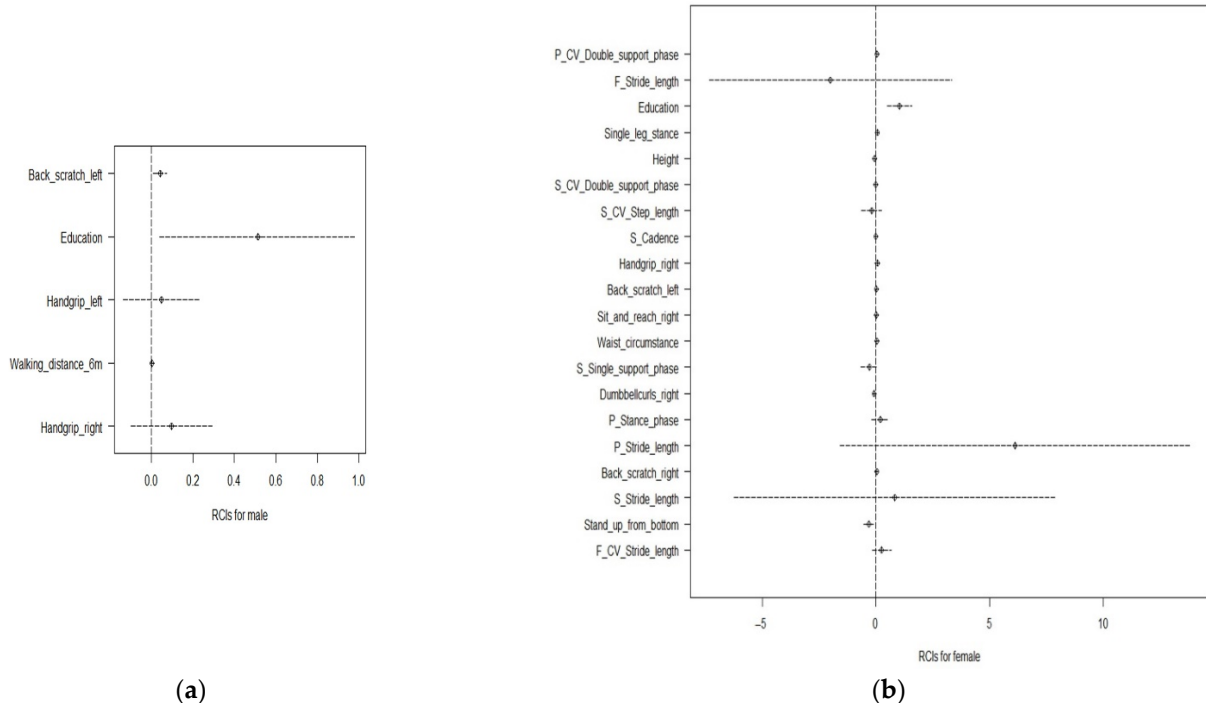 Back_scratch_left
Education
Handgrip_left
Walking_distance_6m
Handgrip_right
0.0 0.2 0.4 0.6 0.8 1.0
RCIs for male
(a)
P_CV_Double_support_phase
F_Stride_length
Education
Single_leg_stance
Height
S_CV_Double_support_phase
S_CV_Step_length
S_Cadence
Handgrip_right
Back_scratch_left
Sit_and_reach_right
Waist_circumstance
S_Single_support_phase
Dumbbellcurls_right
P_Stance_phase
P_Stride_length
Back_scratch_right
S_Stride_length
Stand_up_from_bottom
F_CV_Stride_length
−5 0 5 10
RCIs for female
(b)